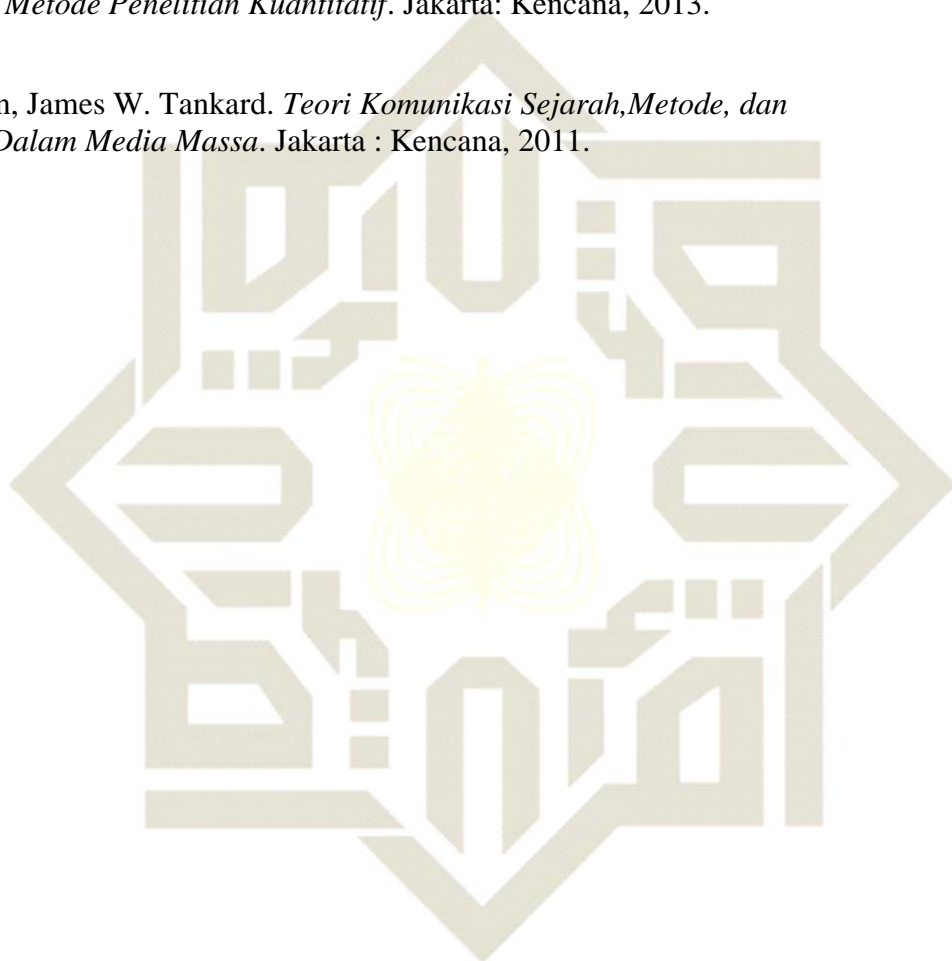 Metode Penelitian Kuantitatif. Jakarta: Kencana, 2013.
n, James W. Tankard. Teori Komunikasi Sejarah,Metode, dan
Dalam Media Massa. Jakarta : Kencana, 2011.